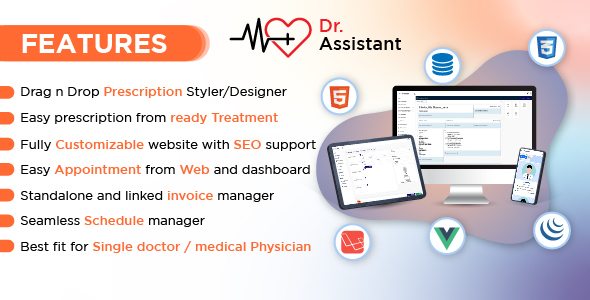 FEATURES
Dr.
Assistant
Drag n Drop Prescription Styler/Designer
Easy prescription from ready Treatment
Fully Customizable website with SEO support
Easy Appointment from Web and dashboard
Standalone and linked invoice manager
Seamless Schedule manager
Best fit for Single doctor / medical Physician